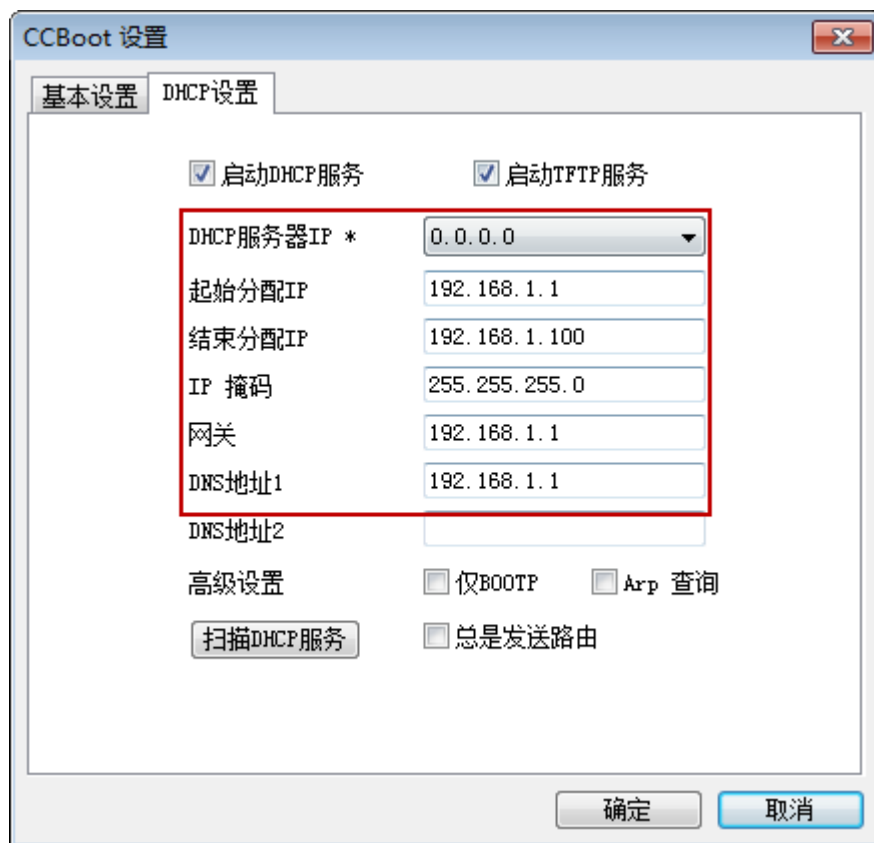 CCBoot 设置
基本设置 DHCP设置
启动DHCP服务 启动TFTP服务
DHCP服务器IP * 0.0.0.0
起始分配IP 192.168.1.1
结束分配IP 192.168.1.100
IP 掩码 255.255.255.0
网关 192.168.1.1
DNS地址1 192.168.1.1
DNS地址2
高级设置 仅BOOTP Arp 查询
扫描DHCP服务 总是发送路由
确定 取消